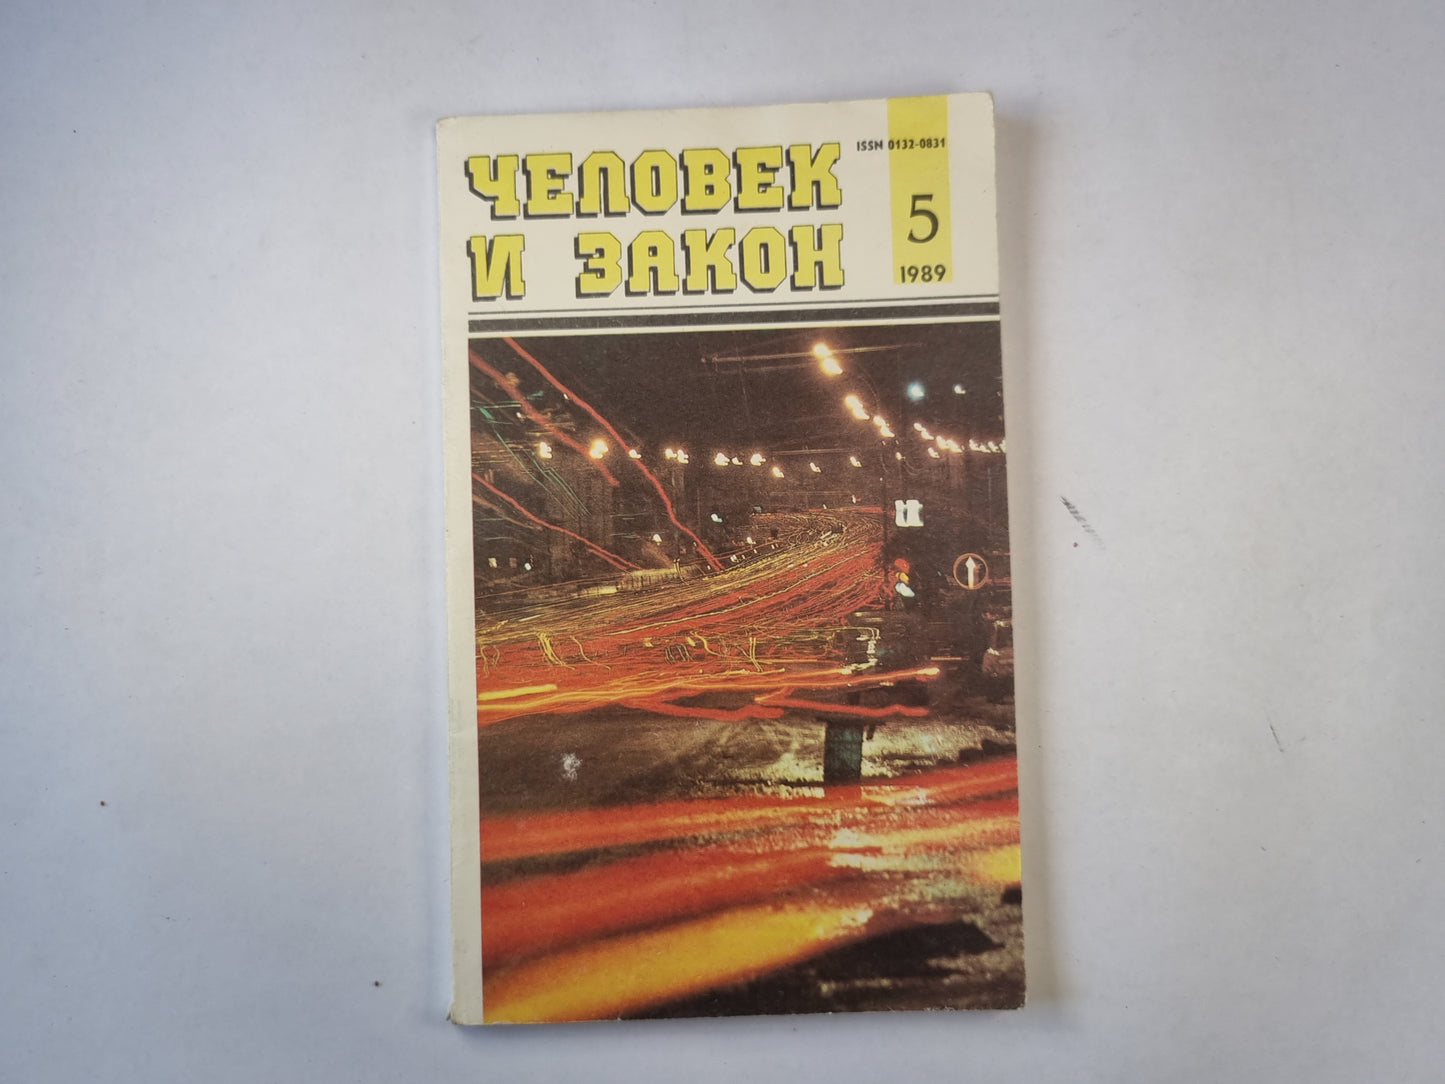 ЧЕЛОВЕК
И ЗАКОН
ISSN 0132-0831
5
1989